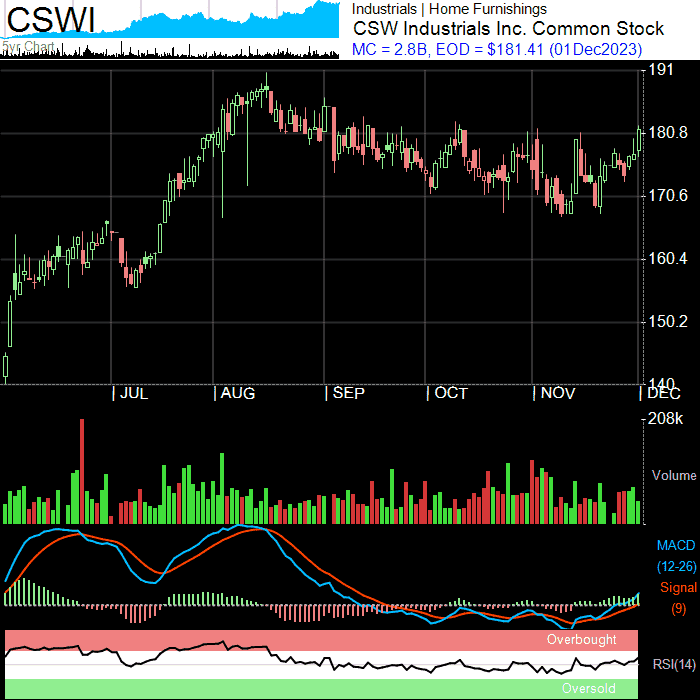 CSWI
5yr Chart
Industrials | Home Furnishings
CSW Industrials Inc. Common Stock
MC = 2.8B, EOD = $181.41 (01Dec2023)
191
180.8
170.6
160.4
150.2
140
JUL AUG SEP OCT NOV DEC
208k
Volume
MACD
(12-26)
Signal
(9)
Overbought
RSI(14)
Oversold